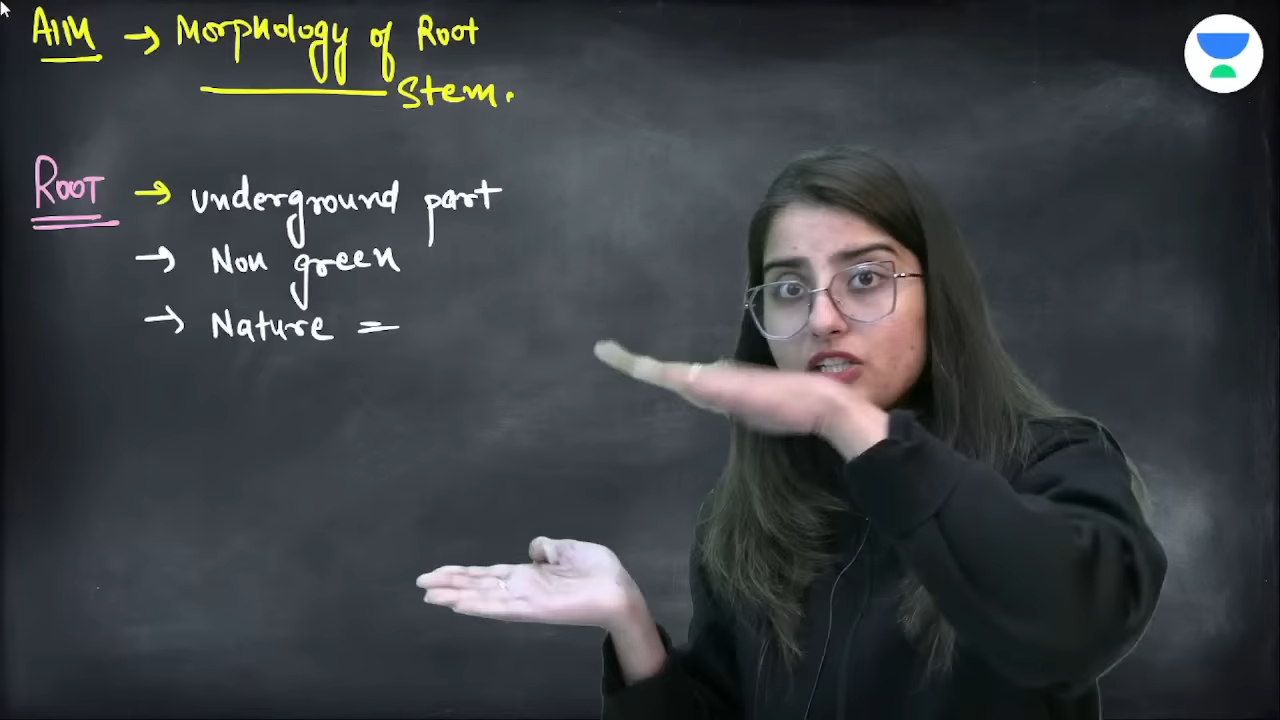 AIM → Morphology of Root
Stem.
ROOT → underground part
→ Non green
→ Nature =